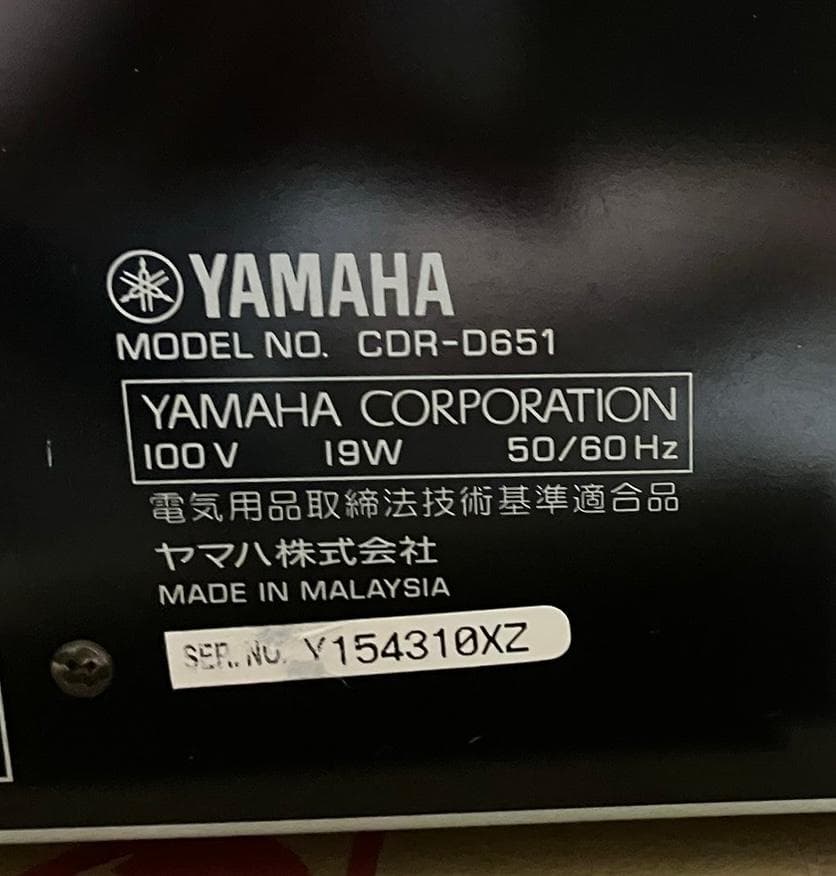 YAMAHA
MODEL NO. CDR-D651
YAMAHA CORPORATION
100V 19W 50/60Hz
電気用品取締法技術基準適合品
ヤマハ株式会社
MADE IN MALAYSIA
SER. NO. Y154310XZ